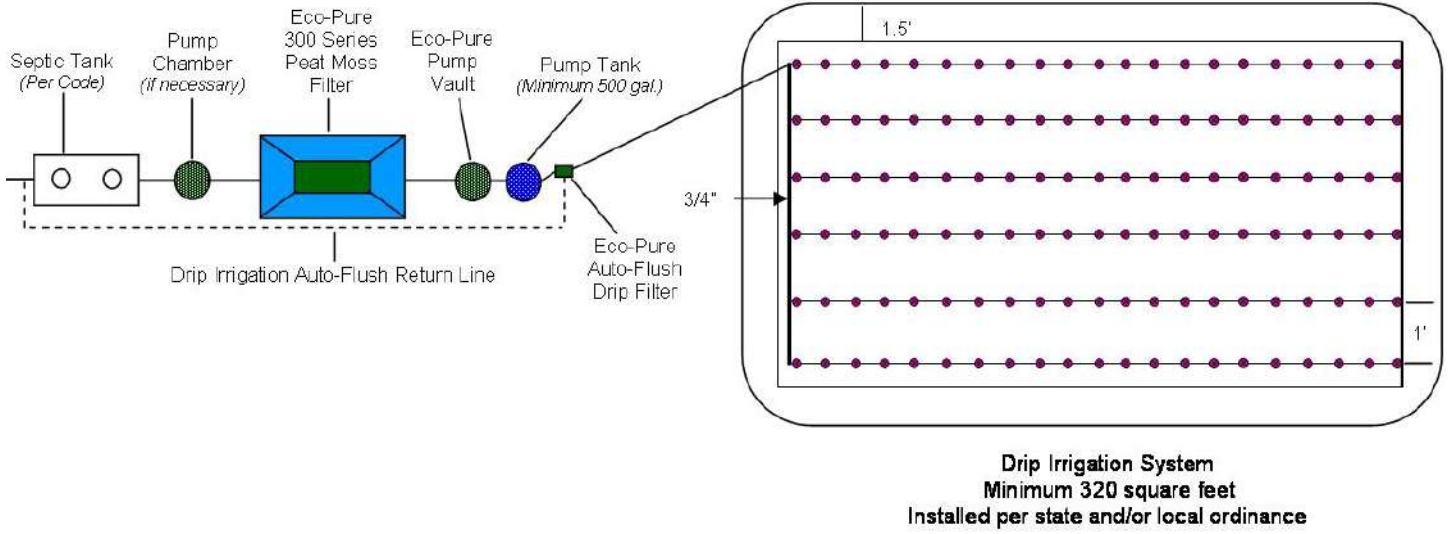 Septic Tank
(Per Code)
Pump
Chamber
(if necessary)
Eco-Pure
300 Series
Peat Moss
Filter
Eco-Pure
Pump
Vault
Pump Tank
(Minimum 500 gal.)
1.5'
3/4"
1'
Eco-Pure
Auto-Flush
Drip Filter
Drip Irrigation Auto-Flush Return Line
Drip Irrigation System
Minimum 320 square feet
Installed per state and/or local ordinance